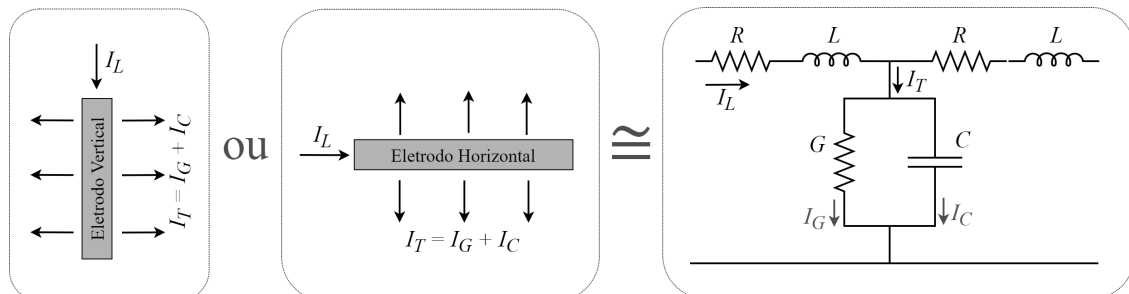 I_L
Eletrodo Vertical
I_T = I_G + I_C
ou
I_L
Eletrodo Horizontal
I_T = I_G + I_C
≅
R L R L
I_L
I_T
G C
I_G I_C